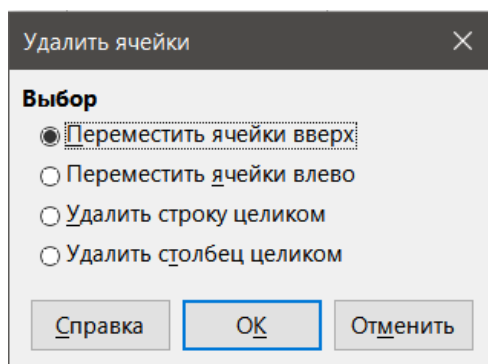 Удалить ячейки
Выбор
Переместить ячейки вверх
Переместить ячейки влево
Удалить строку целиком
Удалить столбец целиком
Справка OK Отменить